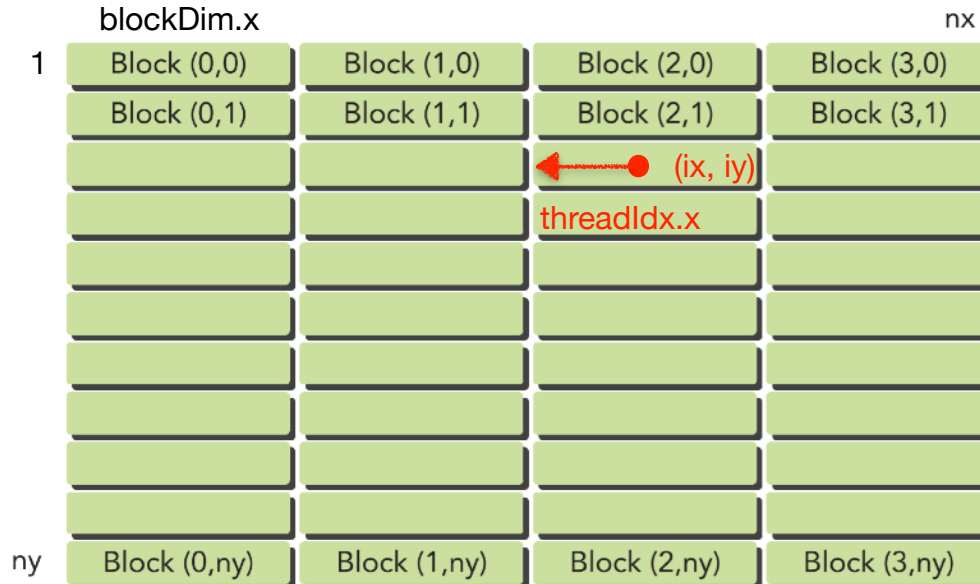 blockDim.x nx
1 Block (0,0) Block (1,0) Block (2,0) Block (3,0)
Block (0,1) Block (1,1) Block (2,1) Block (3,1)
(ix, iy)
threadIdx.x
ny Block (0,ny) Block (1,ny) Block (2,ny) Block (3,ny)